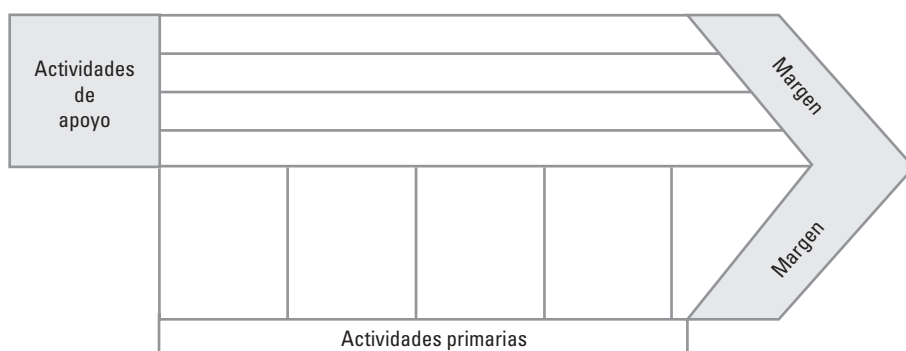 Actividades
de
apoyo
Margen
Margen
Actividades primarias